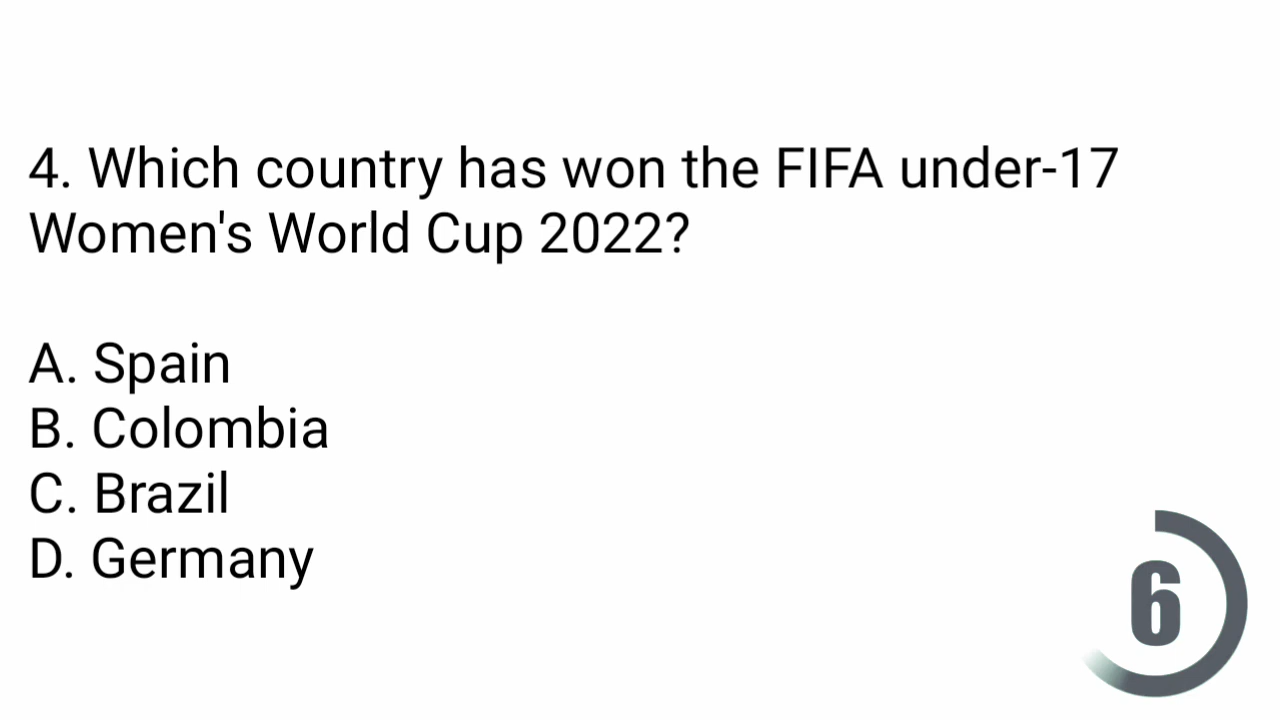 4. Which country has won the FIFA under-17
Women's World Cup 2022?
A. Spain
B. Colombia
C. Brazil
D. Germany
6